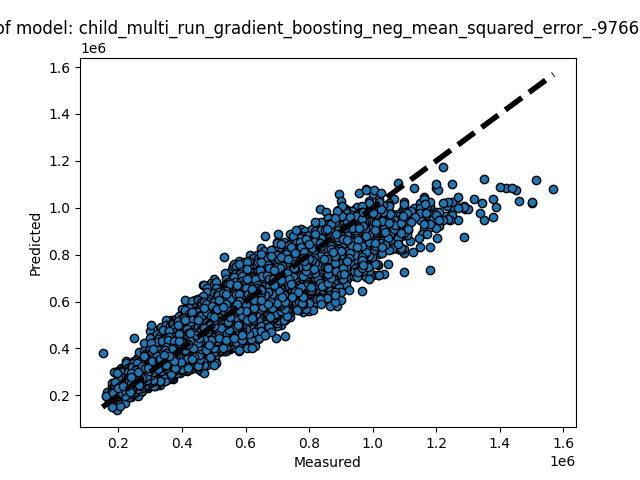 of model: child_multi_run_gradient_boosting_neg_mean_squared_error_-9766
1e6
1.6
1.4
1.2
1.0
0.8
0.6
0.4
0.2
Predicted
0.2 0.4 0.6 0.8 1.0 1.2 1.4 1.6
Measured
1e6